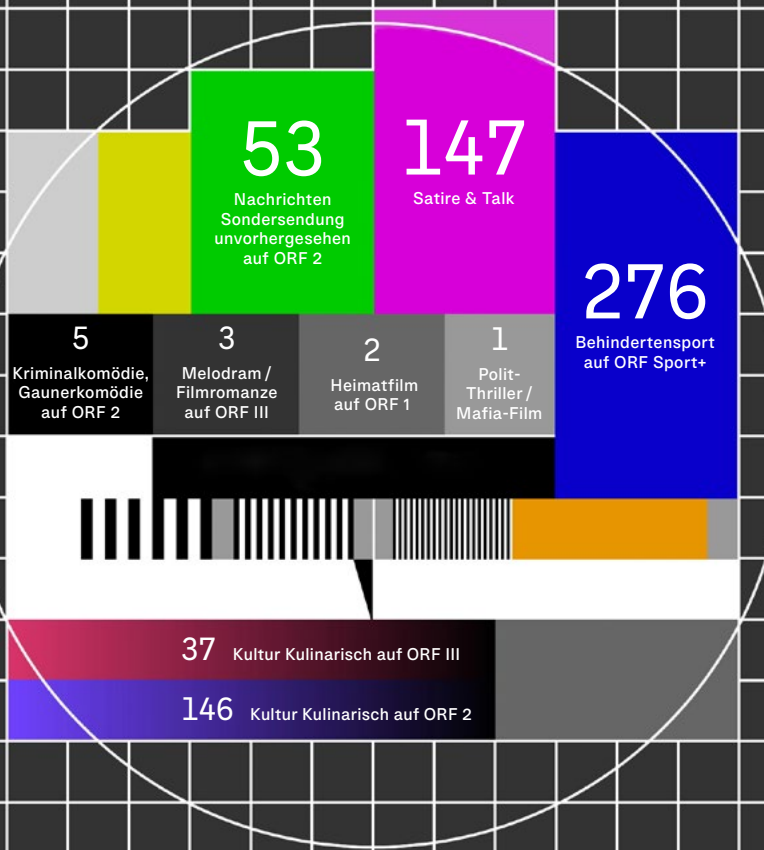 53
Nachrichten
Sondersendung
unvorhergesehen
auf ORF 2
147
Satire & Talk
276
Behindertensport
auf ORF Sport+
5
Kriminalkomödie,
Gaunerkomödie
auf ORF 2
3
Melodram /
Filmromanze
auf ORF III
2
Heimatfilm
auf ORF 1
1
Polit-
Thriller /
Mafia-Film
37 Kultur Kulinarisch auf ORF III
146 Kultur Kulinarisch auf ORF 2